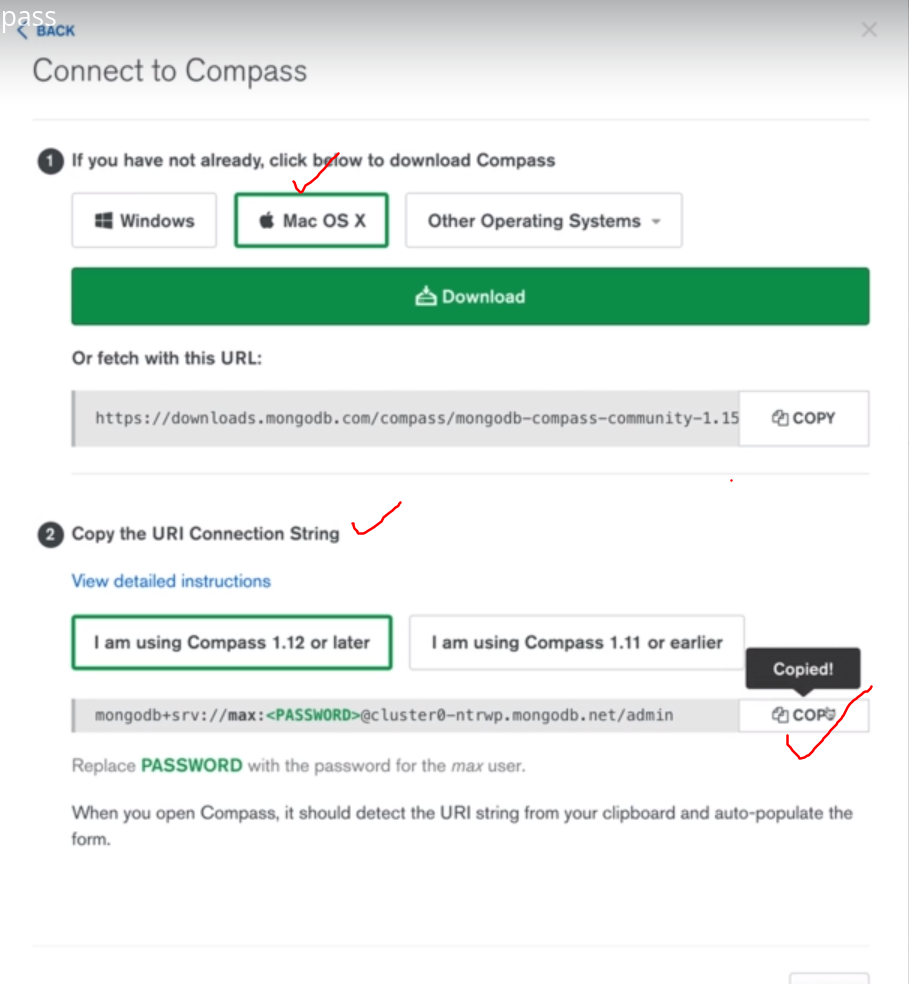 pass
BACK
Connect to Compass
1 If you have not already, click below to download Compass
Windows
Mac OS X
Other Operating Systems
Download
Or fetch with this URL:
https://downloads.mongodb.com/compass/mongodb-compass-community-1.15
COPY
2 Copy the URI Connection String
View detailed instructions
I am using Compass 1.12 or later
I am using Compass 1.11 or earlier
Copied!
mongodb+srv://max:<PASSWORD>@cluster0-ntrwp.mongodb.net/admin
COPY
Replace PASSWORD with the password for the max user.
When you open Compass, it should detect the URI string from your clipboard and auto-populate the
form.